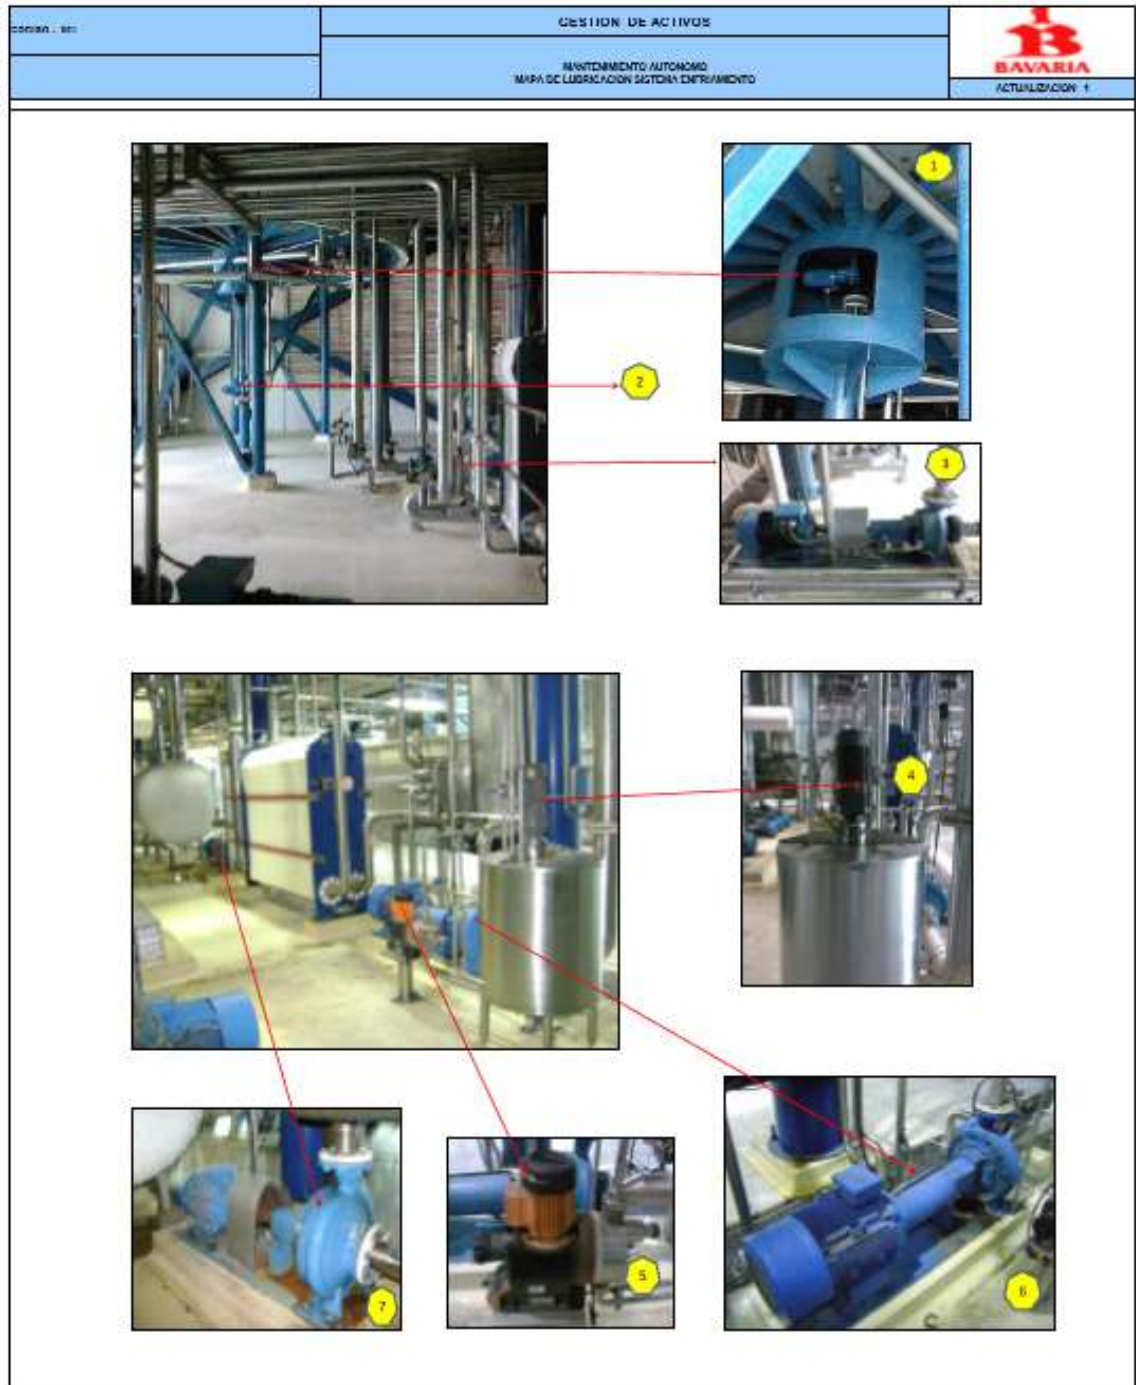 GESTION DE ACTIVOS
MANTENIMIENTO AUTONOMO
MAPA DE LUBRICACION SISTEMA ENFRIAMIENTO
BAVARIA
ACTUALIZACION 1
1
2
3
4
5
6
7